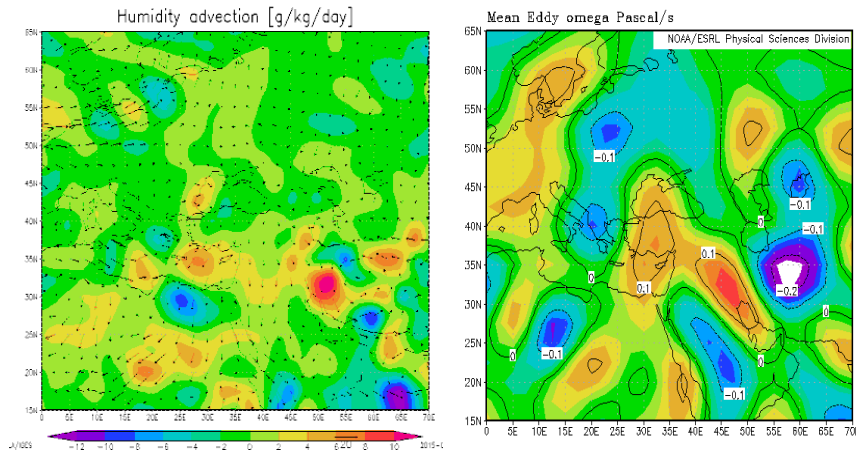 Humidity advection [g/kg/day]
65N
60N
55N
50N
45N
40N
35N
30N
25N
20N
15N
0 5E 10E 15E 20E 25E 30E 35E 40E 45E 50E 55E 60E 65E 70E
-12 -10 -8 -6 -4 -2 0 2 4 6 8 10
20
Mean Eddy omega Pascal/s
NOAA/ESRL Physical Sciences Division
65N
60N
55N
50N
45N
40N
35N
30N
25N
20N
15N
-0.1
-0.1
-0.1
0
0.1
0
0.1
-0.2
0
-0.1
0
0
-0.1
0 5E 10E 15E 20E 25E 30E 35E 40E 45E 50E 55E 60E 65E 70E